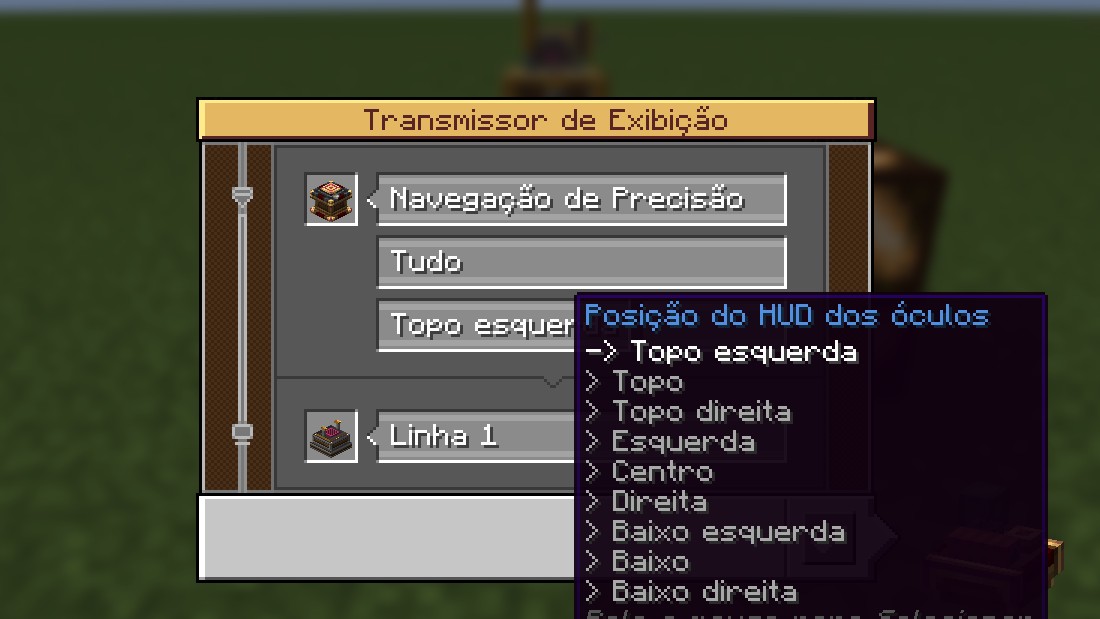 Transmissor de Exibição
Navegação de Precisão
Tudo
Topo esquer
Posição do HUD dos óculos
-> Topo esquerda
> Topo
> Topo direita
> Esquerda
> Centro
> Direita
> Baixo esquerda
> Baixo
> Baixo direita
Linha 1